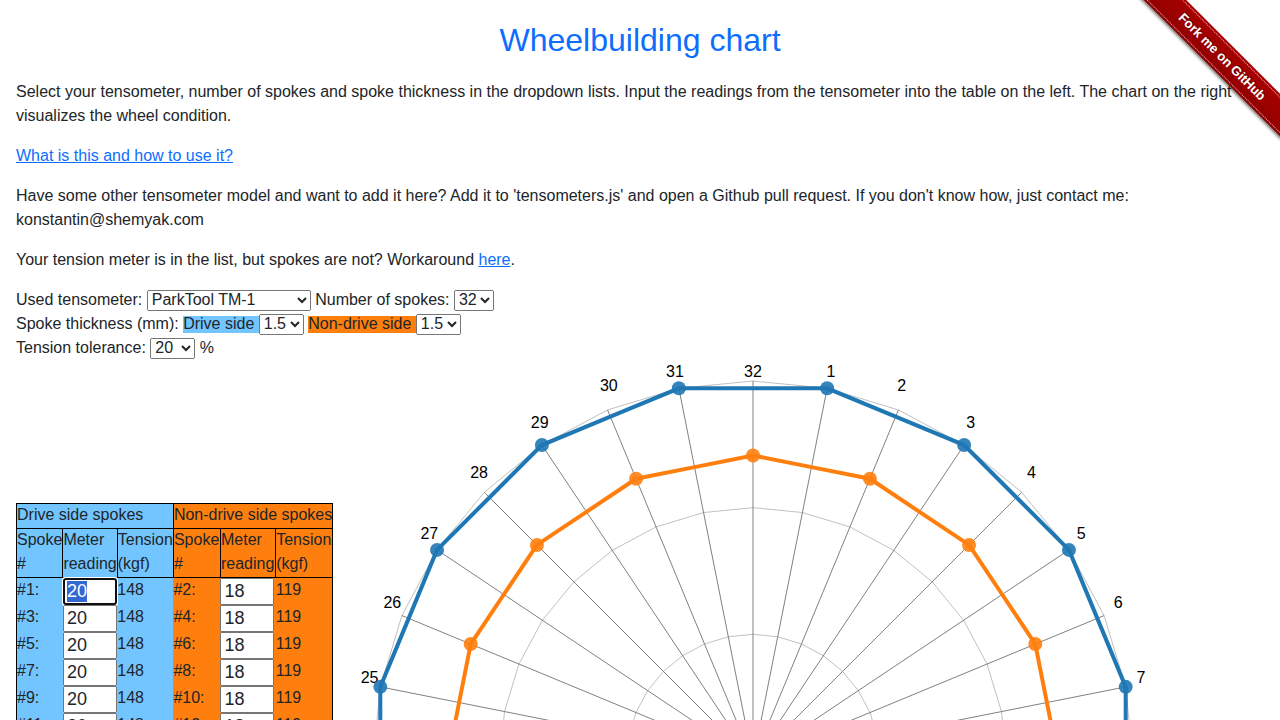 Wheelbuilding chart
Fork me on GitHub
Select your tensometer, number of spokes and spoke thickness in the dropdown lists. Input the readings from the tensometer into the table on the left. The chart on the right
visualizes the wheel condition.
What is this and how to use it?
Have some other tensometer model and want to add it here? Add it to 'tensometers.js' and open a Github pull request. If you don't know how, just contact me:
konstantin@shemyak.com
Your tension meter is in the list, but spokes are not? Workaround here.
Used tensometer: ParkTool TM-1 Number of spokes: 32
Spoke thickness (mm): Drive side 1.5 Non-drive side 1.5
Tension tolerance: 20 %
31 32 1
30 2
29 3
28 4
27 5
26 6
25 7
Drive side spokes Non-drive side spokes
Spoke Meter Tension Spoke Meter Tension
# reading (kgf) # reading (kgf)
#1: 20 148 #2: 18 119
#3: 20 148 #4: 18 119
#5: 20 148 #6: 18 119
#7: 20 148 #8: 18 119
#9: 20 148 #10: 18 119